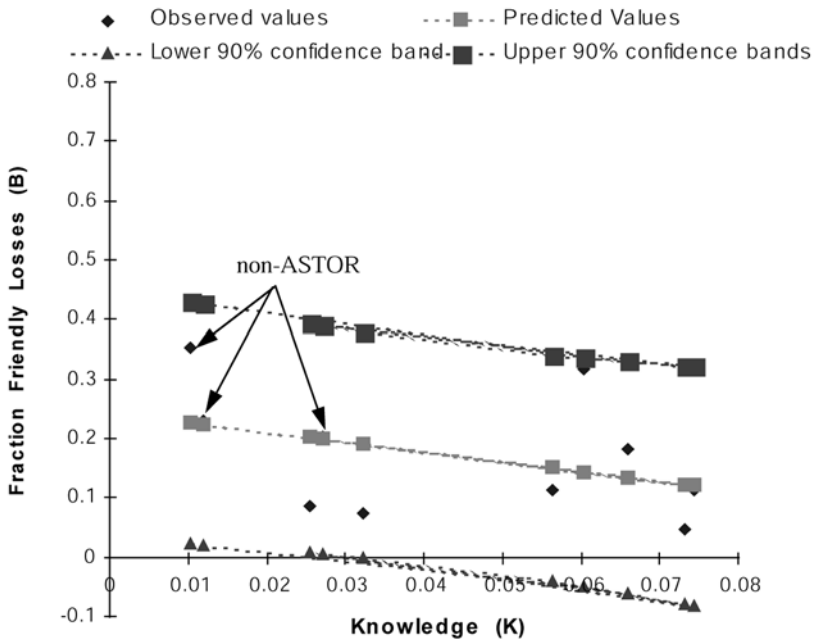 Observed values
Predicted Values
Lower 90% confidence band
Upper 90% confidence bands
0.8
0.7
0.6
0.5
0.4
0.3
0.2
0.1
0
-0.1
Fraction Friendly Losses (B)
non-ASTOR
0
0.01
0.02
0.03
0.04
0.05
0.06
0.07
0.08
Knowledge (K)